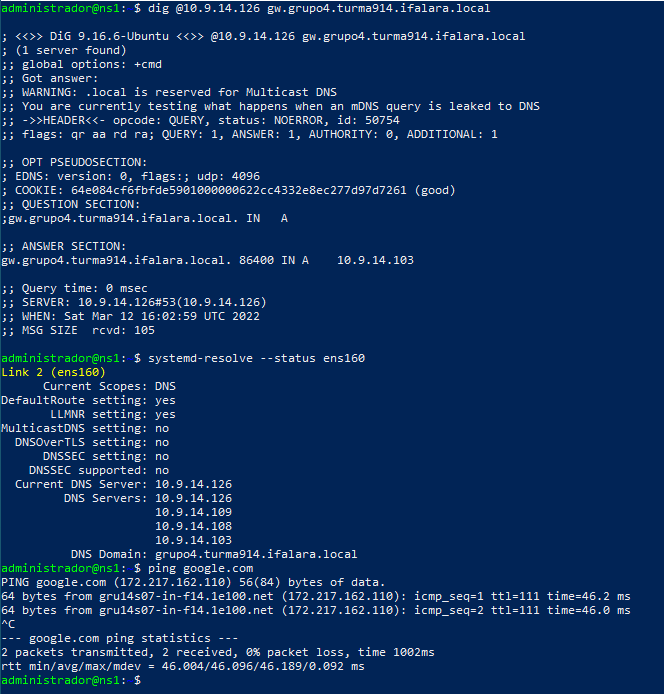 administrador@ns1: $ dig @10.9.14.126 gw.grupo4.turma914.ifalara.local
; <<>> DiG 9.16.6-Ubuntu <<>> @10.9.14.126 gw.grupo4.turma914.ifalara.local
; (1 server found)
;; global options: +cmd
;; Got answer:
;; WARNING: .local is reserved for Multicast DNS
;; You are currently testing what happens when an mDNS query is leaked to DNS
;; ->>HEADER<<- opcode: QUERY, status: NOERROR, id: 50754
;; flags: qr aa rd ra; QUERY: 1, ANSWER: 1, AUTHORITY: 0, ADDITIONAL: 1
;; OPT PSEUDOSECTION:
; EDNS: version: 0, flags:; udp: 4096
; COOKIE: 64e084cf6fbfde5901000000622cc4332e8ec277d97d7261 (good)
;; QUESTION SECTION:
;gw.grupo4.turma914.ifalara.local. IN   A
;; ANSWER SECTION:
gw.grupo4.turma914.ifalara.local. 86400 IN A    10.9.14.103
;; Query time: 0 msec
;; SERVER: 10.9.14.126#53(10.9.14.126)
;; WHEN: Sat Mar 12 16:02:59 UTC 2022
;; MSG SIZE  rcvd: 105
administrador@ns1: $ systemd-resolve --status ens160
Link 2 (ens160)
Current Scopes: DNS
DefaultRoute setting: yes
LLMNR setting: yes
MulticastDNS setting: no
DNSOverTLS setting: no
DNSSEC setting: no
DNSSEC supported: no
Current DNS Server: 10.9.14.126
DNS Servers: 10.9.14.126
10.9.14.109
10.9.14.108
10.9.14.103
DNS Domain: grupo4.turma914.ifalara.local
administrador@ns1: $ ping google.com
PING google.com (172.217.162.110) 56(84) bytes of data.
64 bytes from gru14s07-in-f14.1e100.net (172.217.162.110): icmp_seq=1 ttl=111 time=46.2 ms
64 bytes from gru14s07-in-f14.1e100.net (172.217.162.110): icmp_seq=2 ttl=111 time=46.0 ms
^C
--- google.com ping statistics ---
2 packets transmitted, 2 received, 0% packet loss, time 1002ms
rtt min/avg/max/mdev = 46.004/46.096/46.189/0.092 ms
administrador@ns1: $